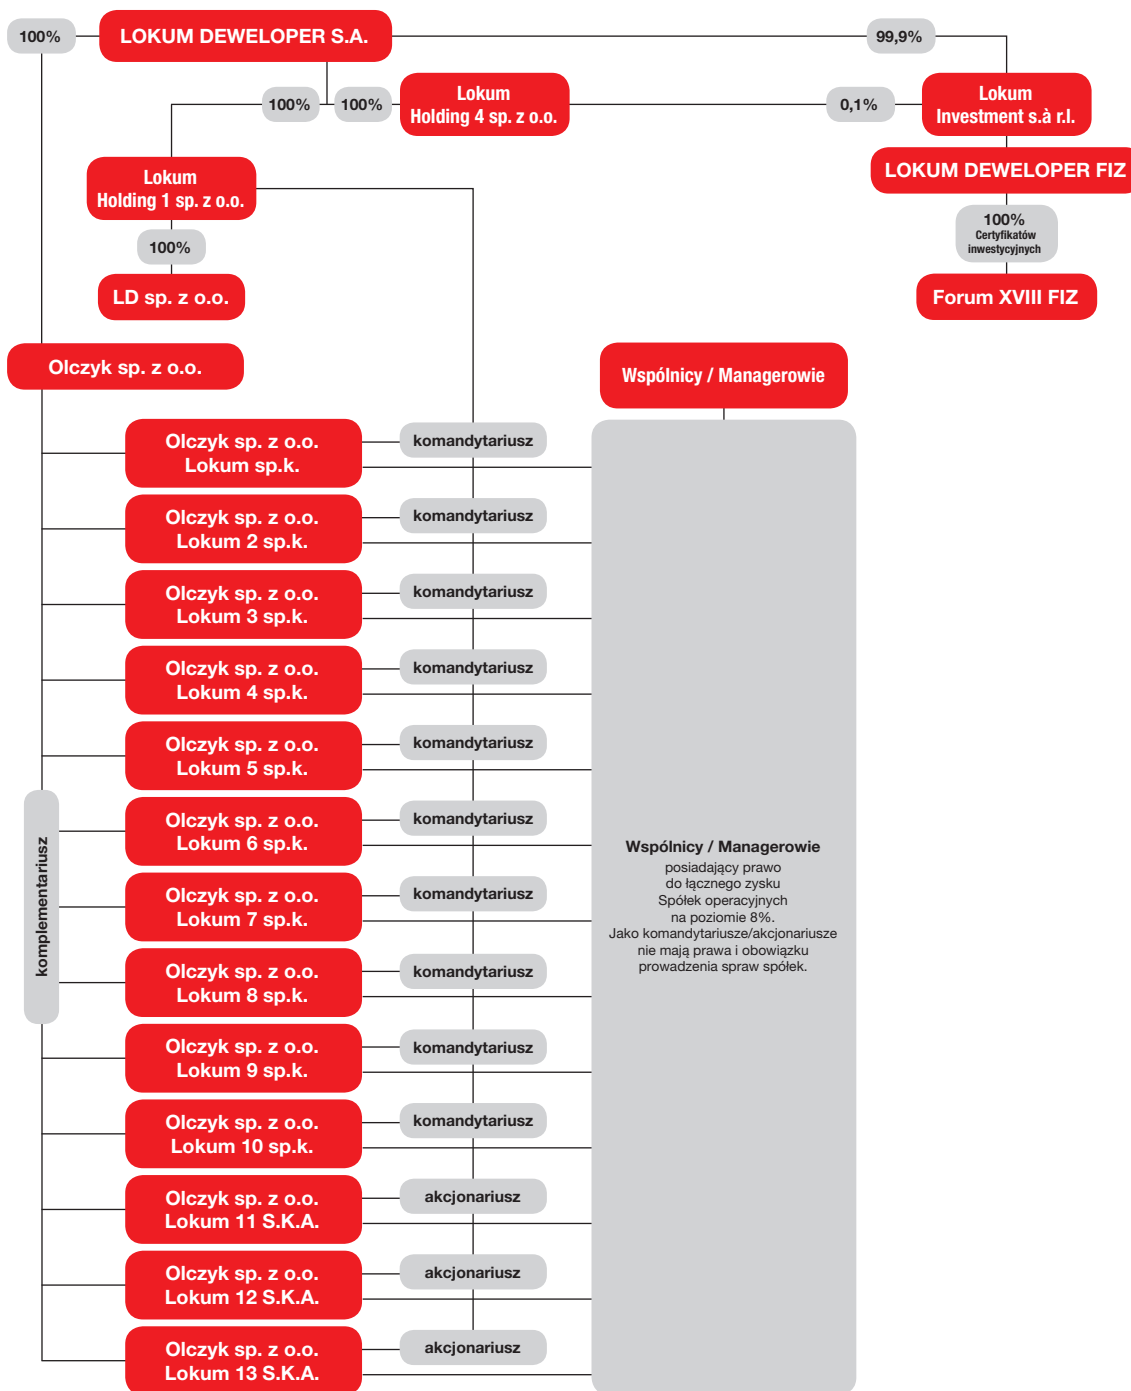 100%
LOKUM DEWELOPER S.A.
99,9%
100%
100%
Lokum
Holding 4 sp. z o.o.
0,1%
Lokum
Investment s.à r.l.
Lokum
Holding 1 sp. z o.o.
LOKUM DEWELOPER FIZ
100%
100%
Certyfikatów
inwestycyjnych
LD sp. z o.o.
Forum XVIII FIZ
Olczyk sp. z o.o.
Wspólnicy / Managerowie
Olczyk sp. z o.o.
Lokum sp.k.
komandytariusz
Olczyk sp. z o.o.
Lokum 2 sp.k.
komandytariusz
Olczyk sp. z o.o.
Lokum 3 sp.k.
komandytariusz
Olczyk sp. z o.o.
Lokum 4 sp.k.
komandytariusz
Olczyk sp. z o.o.
Lokum 5 sp.k.
komandytariusz
komplementariusz
Olczyk sp. z o.o.
Lokum 6 sp.k.
komandytariusz
Olczyk sp. z o.o.
Lokum 7 sp.k.
komandytariusz
Olczyk sp. z o.o.
Lokum 8 sp.k.
komandytariusz
Wspólnicy / Managerowie
posiadający prawo
do łącznego zysku
Spółek operacyjnych
na poziomie 8%.
Jako komandytariusze/akcjonariusze
nie mają prawa i obowiązku
prowadzenia spraw spółek.
Olczyk sp. z o.o.
Lokum 9 sp.k.
komandytariusz
Olczyk sp. z o.o.
Lokum 10 sp.k.
komandytariusz
Olczyk sp. z o.o.
Lokum 11 S.K.A.
akcjonariusz
Olczyk sp. z o.o.
Lokum 12 S.K.A.
akcjonariusz
Olczyk sp. z o.o.
Lokum 13 S.K.A.
akcjonariusz